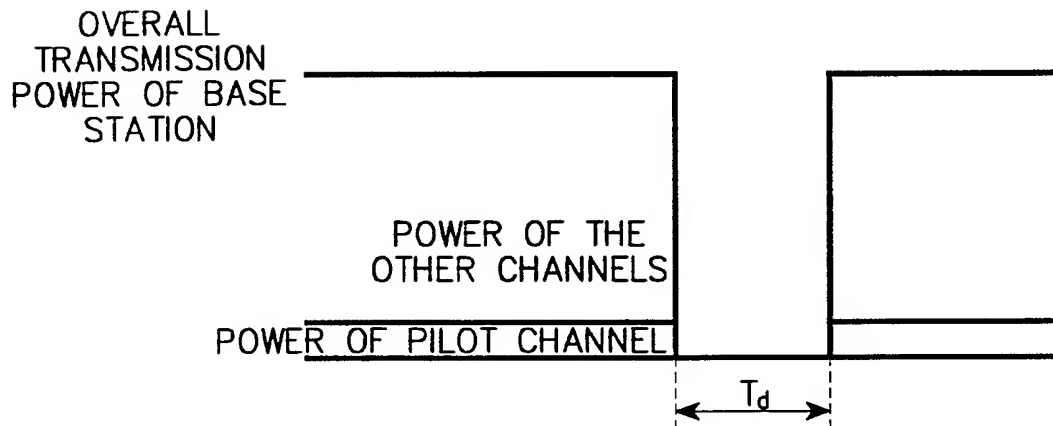 OVERALL
TRANSMISSION
POWER OF BASE
STATION
POWER OF THE
OTHER CHANNELS
POWER OF PILOT CHANNEL
Td